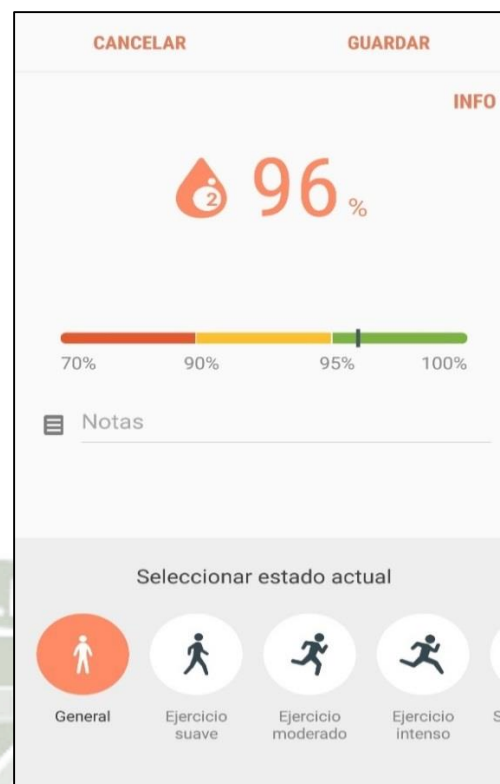 CANCELAR GUARDAR
INFO
2 96 %
70% 90% 95% 100%
Notas
Seleccionar estado actual
General Ejercicio suave Ejercicio moderado Ejercicio intenso